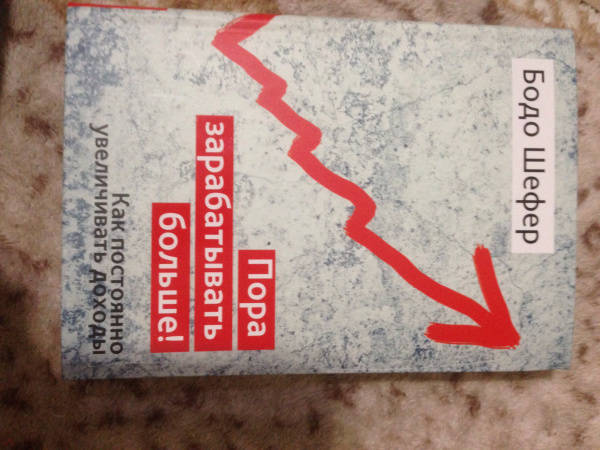 Бодо Шефер
Пора
зарабатывать
больше!
Как постоянно
увеличивать доходы